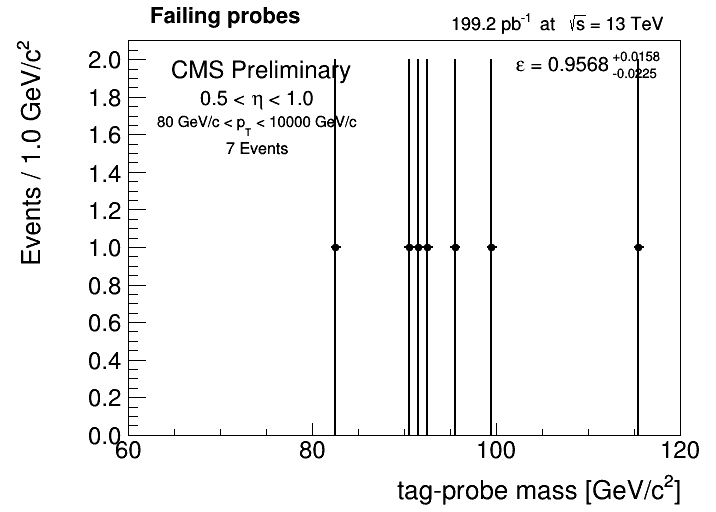 Failing probes
199.2 pb⁻¹ at √s = 13 TeV
CMS Preliminary
ε = 0.9568 +0.0158 -0.0225
0.5 < η < 1.0
80 GeV/c < p_T < 10000 GeV/c
7 Events
Events / 1.0 GeV/c²
2.0
1.8
1.6
1.4
1.2
1.0
0.8
0.6
0.4
0.2
0.0
60 80 100 120
tag-probe mass [GeV/c²]